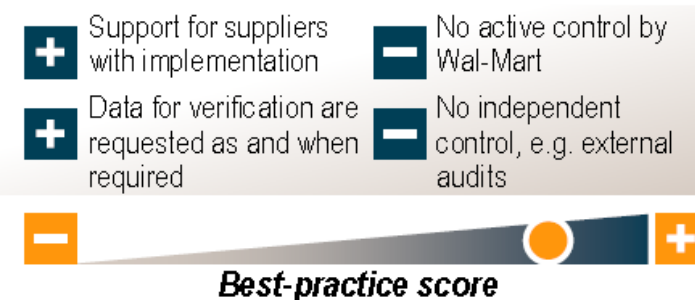 Support for suppliers
with implementation
Data for verification are
requested as and when
required
No active control by
Wal-Mart
No independent
control, e.g. external
audits
Best-practice score